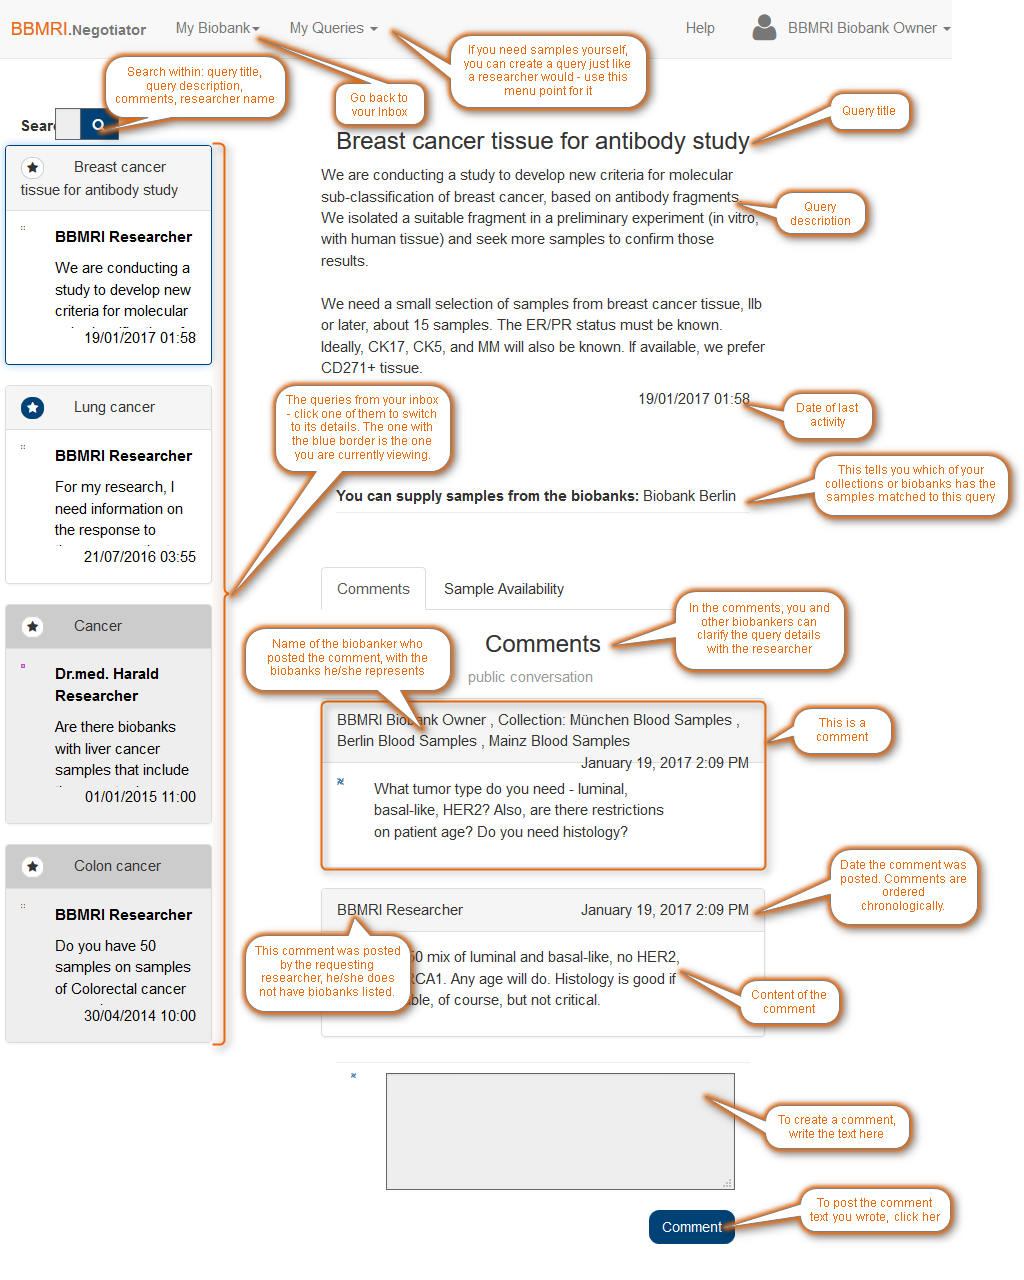 BBMRI.Negotiator
My Biobank
My Queries
Help
BBMRI Biobank Owner
If you need samples yourself,
you can create a query just like
a researcher would - use this
menu point for it
Search within: query title,
query description,
comments, researcher name
Go back to
your Inbox
Query title
Sear
Breast cancer
tissue for antibody study
BBMRI Researcher
We are conducting a
study to develop new
criteria for molecular
19/01/2017 01:58
Lung cancer
BBMRI Researcher
For my research, I
need information on
the response to
21/07/2016 03:55
Cancer
Dr.med. Harald
Researcher
Are there biobanks
with liver cancer
samples that include
01/01/2015 11:00
Colon cancer
BBMRI Researcher
Do you have 50
samples on samples
of Colorectal cancer
30/04/2014 10:00
The queries from your inbox
- click one of them to switch
to its details. The one with
the blue border is the one
you are currently viewing.
Breast cancer tissue for antibody study
We are conducting a study to develop new criteria for molecular
sub-classification of breast cancer, based on antibody fragments.
We isolated a suitable fragment in a preliminary experiment (in vitro,
with human tissue) and seek more samples to confirm those
results.
Query
description
We need a small selection of samples from breast cancer tissue, IIb
or later, about 15 samples. The ER/PR status must be known.
Ideally, CK17, CK5, and MM will also be known. If available, we prefer
CD271+ tissue.
19/01/2017 01:58
Date of last
activity
You can supply samples from the biobanks: Biobank Berlin
This tells you which of your
collections or biobanks has the
samples matched to this query
Comments
Sample Availability
Comments
public conversation
In the comments, you and
other biobankers can
clarify the query details
with the researcher
Name of the biobanker who
posted the comment, with the
biobanks he/she represents
BBMRI Biobank Owner , Collection: München Blood Samples ,
Berlin Blood Samples , Mainz Blood Samples
January 19, 2017 2:09 PM
What tumor type do you need - luminal,
basal-like, HER2? Also, are there restrictions
on patient age? Do you need histology?
This is a
comment
BBMRI Researcher
January 19, 2017 2:09 PM
Date the comment was
posted. Comments are
ordered
chronologically.
This comment was posted
by the requesting
researcher, he/she does
not have biobanks listed.
50 mix of luminal and basal-like, no HER2,
RCA1. Any age will do. Histology is good if
ble, of course, but not critical.
Content of the
comment
To create a comment,
write the text here
Comment
To post the comment
text you wrote, click her